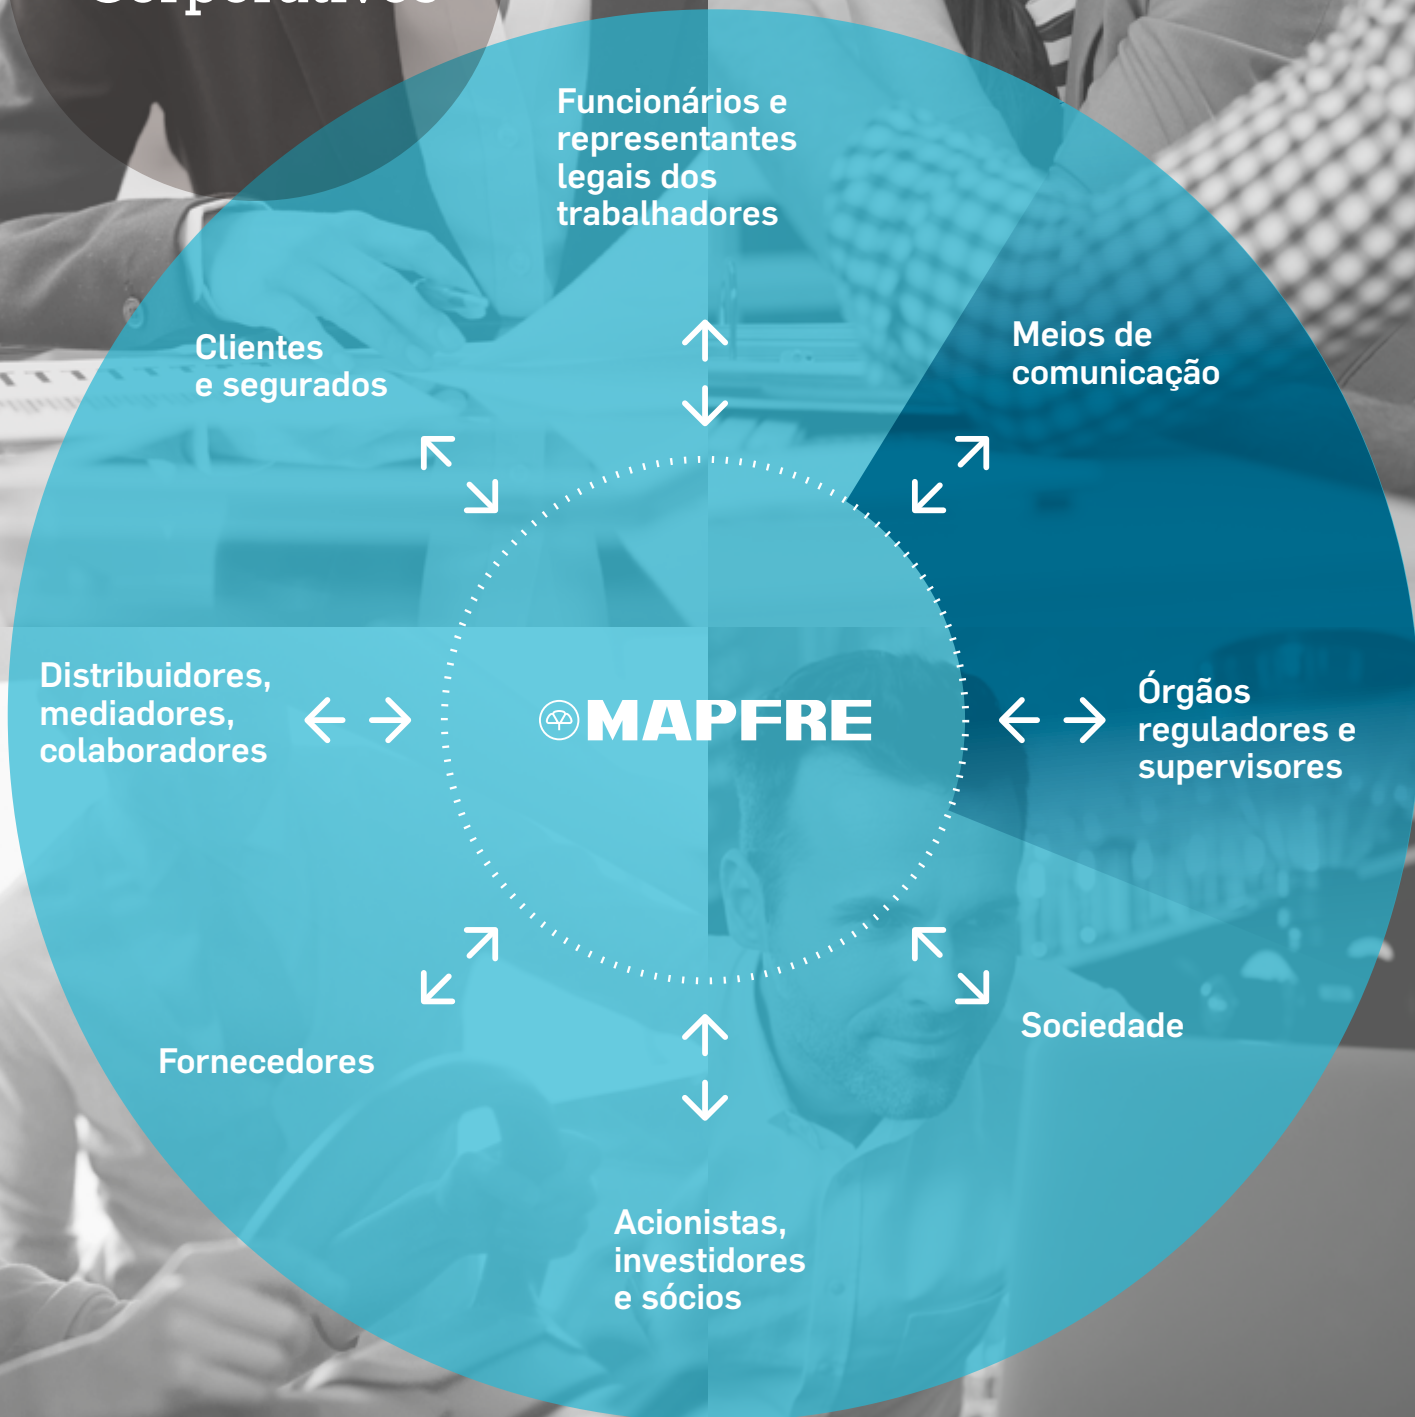 Corporativos
Funcionários e
representantes
legais dos
trabalhadores
Clientes
e segurados
Meios de
comunicação
Distribuidores,
mediadores,
colaboradores
MAPFRE
Órgãos
reguladores e
supervisores
Fornecedores
Sociedade
Acionistas,
investidores
e sócios